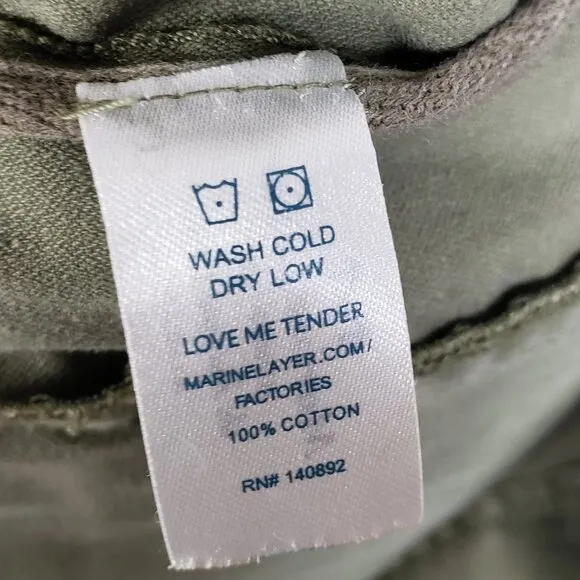 WASH COLD
DRY LOW
LOVE ME TENDER
MARINELAYER.COM/
FACTORIES
100% COTTON
RN# 140892